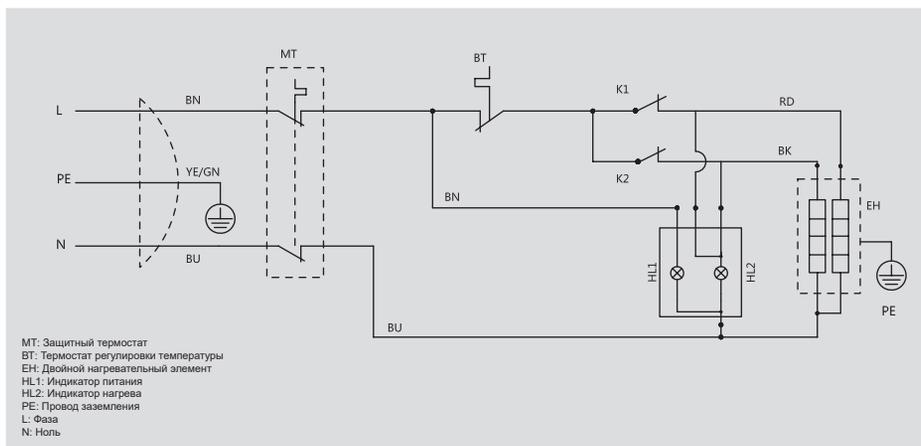 MT
BT
K1
RD
L
BN
BK
PE
YE/GN
K2
BN
EH
N
BU
HL1
HL2
PE
BU
MT: Защитный термостат
BT: Термостат регулировки температуры
EH: Двойной нагревательный элемент
HL1: Индикатор питания
HL2: Индикатор нагрева
PE: Провод заземления
L: Фаза
N: Ноль